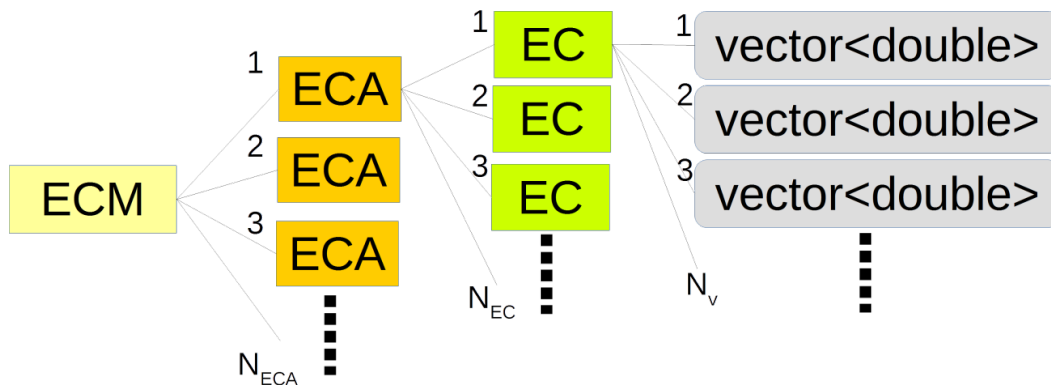 ECM
1
ECA
2
ECA
3
ECA
N_ECA
1
EC
2
EC
3
EC
N_EC
1
vector<double>
2
vector<double>
3
vector<double>
N_v